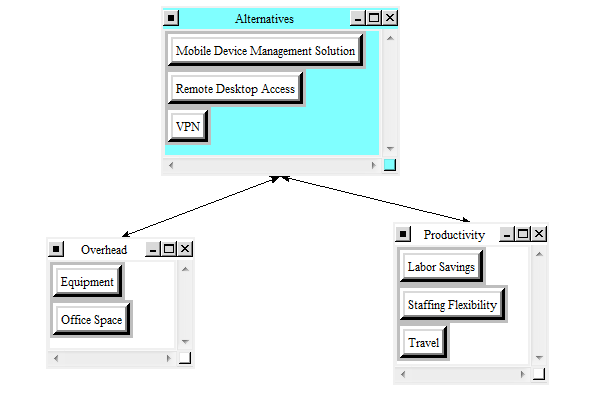 Alternatives
Mobile Device Management Solution
Remote Desktop Access
VPN
Overhead
Equipment
Office Space
Productivity
Labor Savings
Staffing Flexibility
Travel